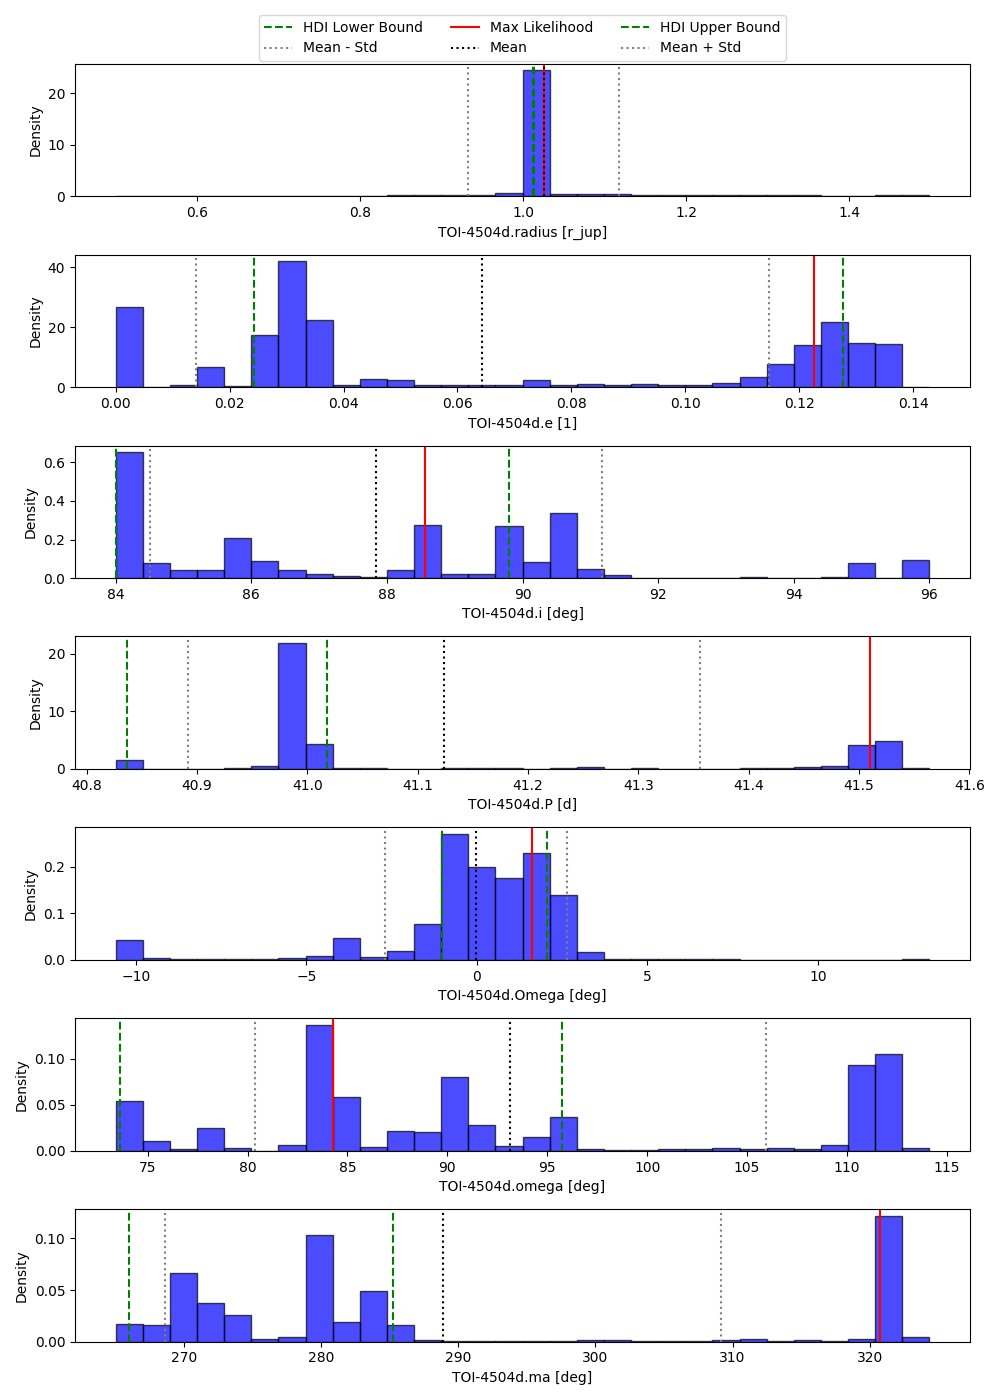 HDI Lower Bound Max Likelihood HDI Upper Bound
Mean - Std Mean Mean + Std
20
10
0
Density
0.6 0.8 1.0 1.2 1.4
TOI-4504d.radius [r_jup]
40
20
0
Density
0.00 0.02 0.04 0.06 0.08 0.10 0.12 0.14
TOI-4504d.e [1]
0.6
0.4
0.2
0.0
Density
84 86 88 90 92 94 96
TOI-4504d.i [deg]
20
10
0
Density
40.8 40.9 41.0 41.1 41.2 41.3 41.4 41.5 41.6
TOI-4504d.P [d]
0.2
0.1
0.0
Density
−10 −5 0 5 10
TOI-4504d.Omega [deg]
0.10
0.05
0.00
Density
75 80 85 90 95 100 105 110 115
TOI-4504d.omega [deg]
0.10
0.05
0.00
Density
270 280 290 300 310 320
TOI-4504d.ma [deg]